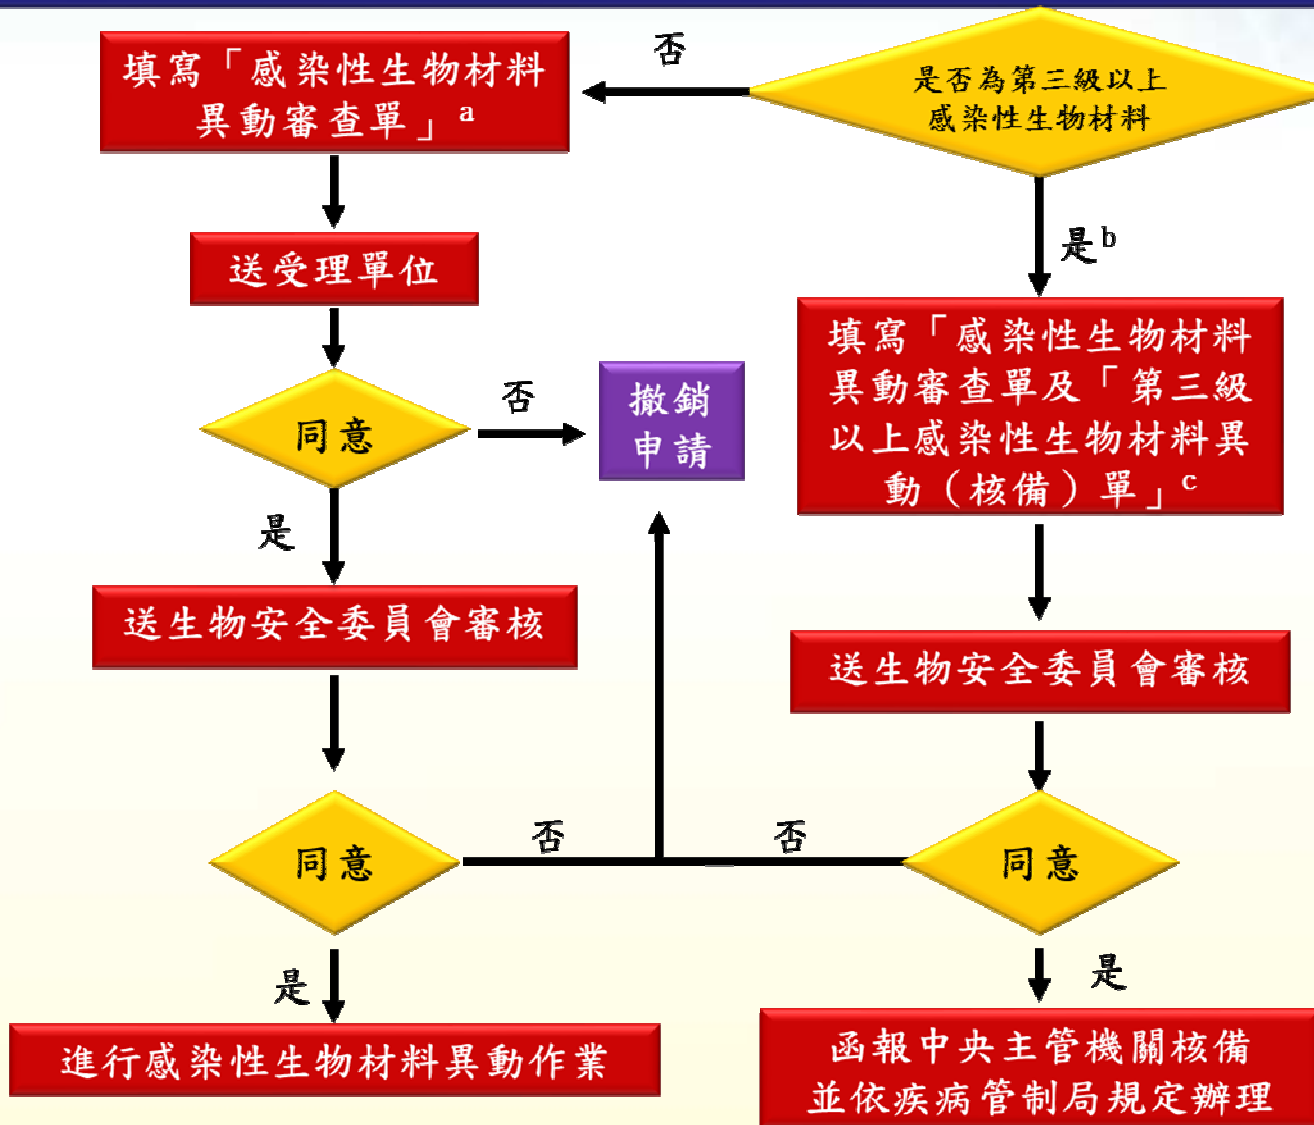 是否為第三級以上
感染性生物材料
否
填寫「感染性生物材料
異動審查單」a
送受理單位
同意
否
撤銷
申請
是
送生物安全委員會審核
同意
否
是
進行感染性生物材料異動作業
是b
填寫「感染性生物材料
異動審查單及「第三級
以上感染性生物材料異
動（核備）單」c
送生物安全委員會審核
同意
否
是
函報中央主管機關核備
並依疾病管制局規定辦理